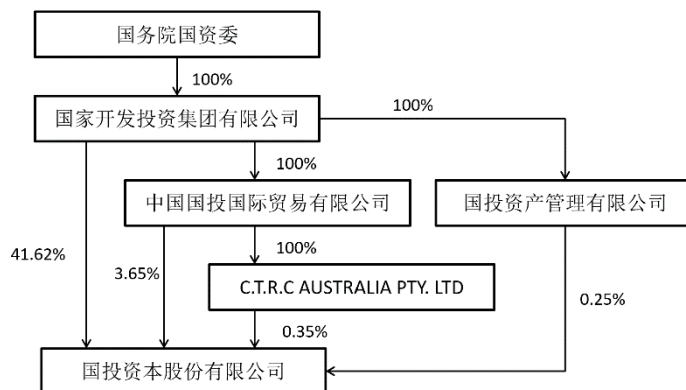 国务院国资委
100%
国家开发投资集团有限公司
100%
100%
中国国投国际贸易有限公司
国投资产管理有限公司
41.62%
3.65%
100%
C.T.R.C AUSTRALIA PTY. LTD
0.25%
0.35%
国投资本股份有限公司